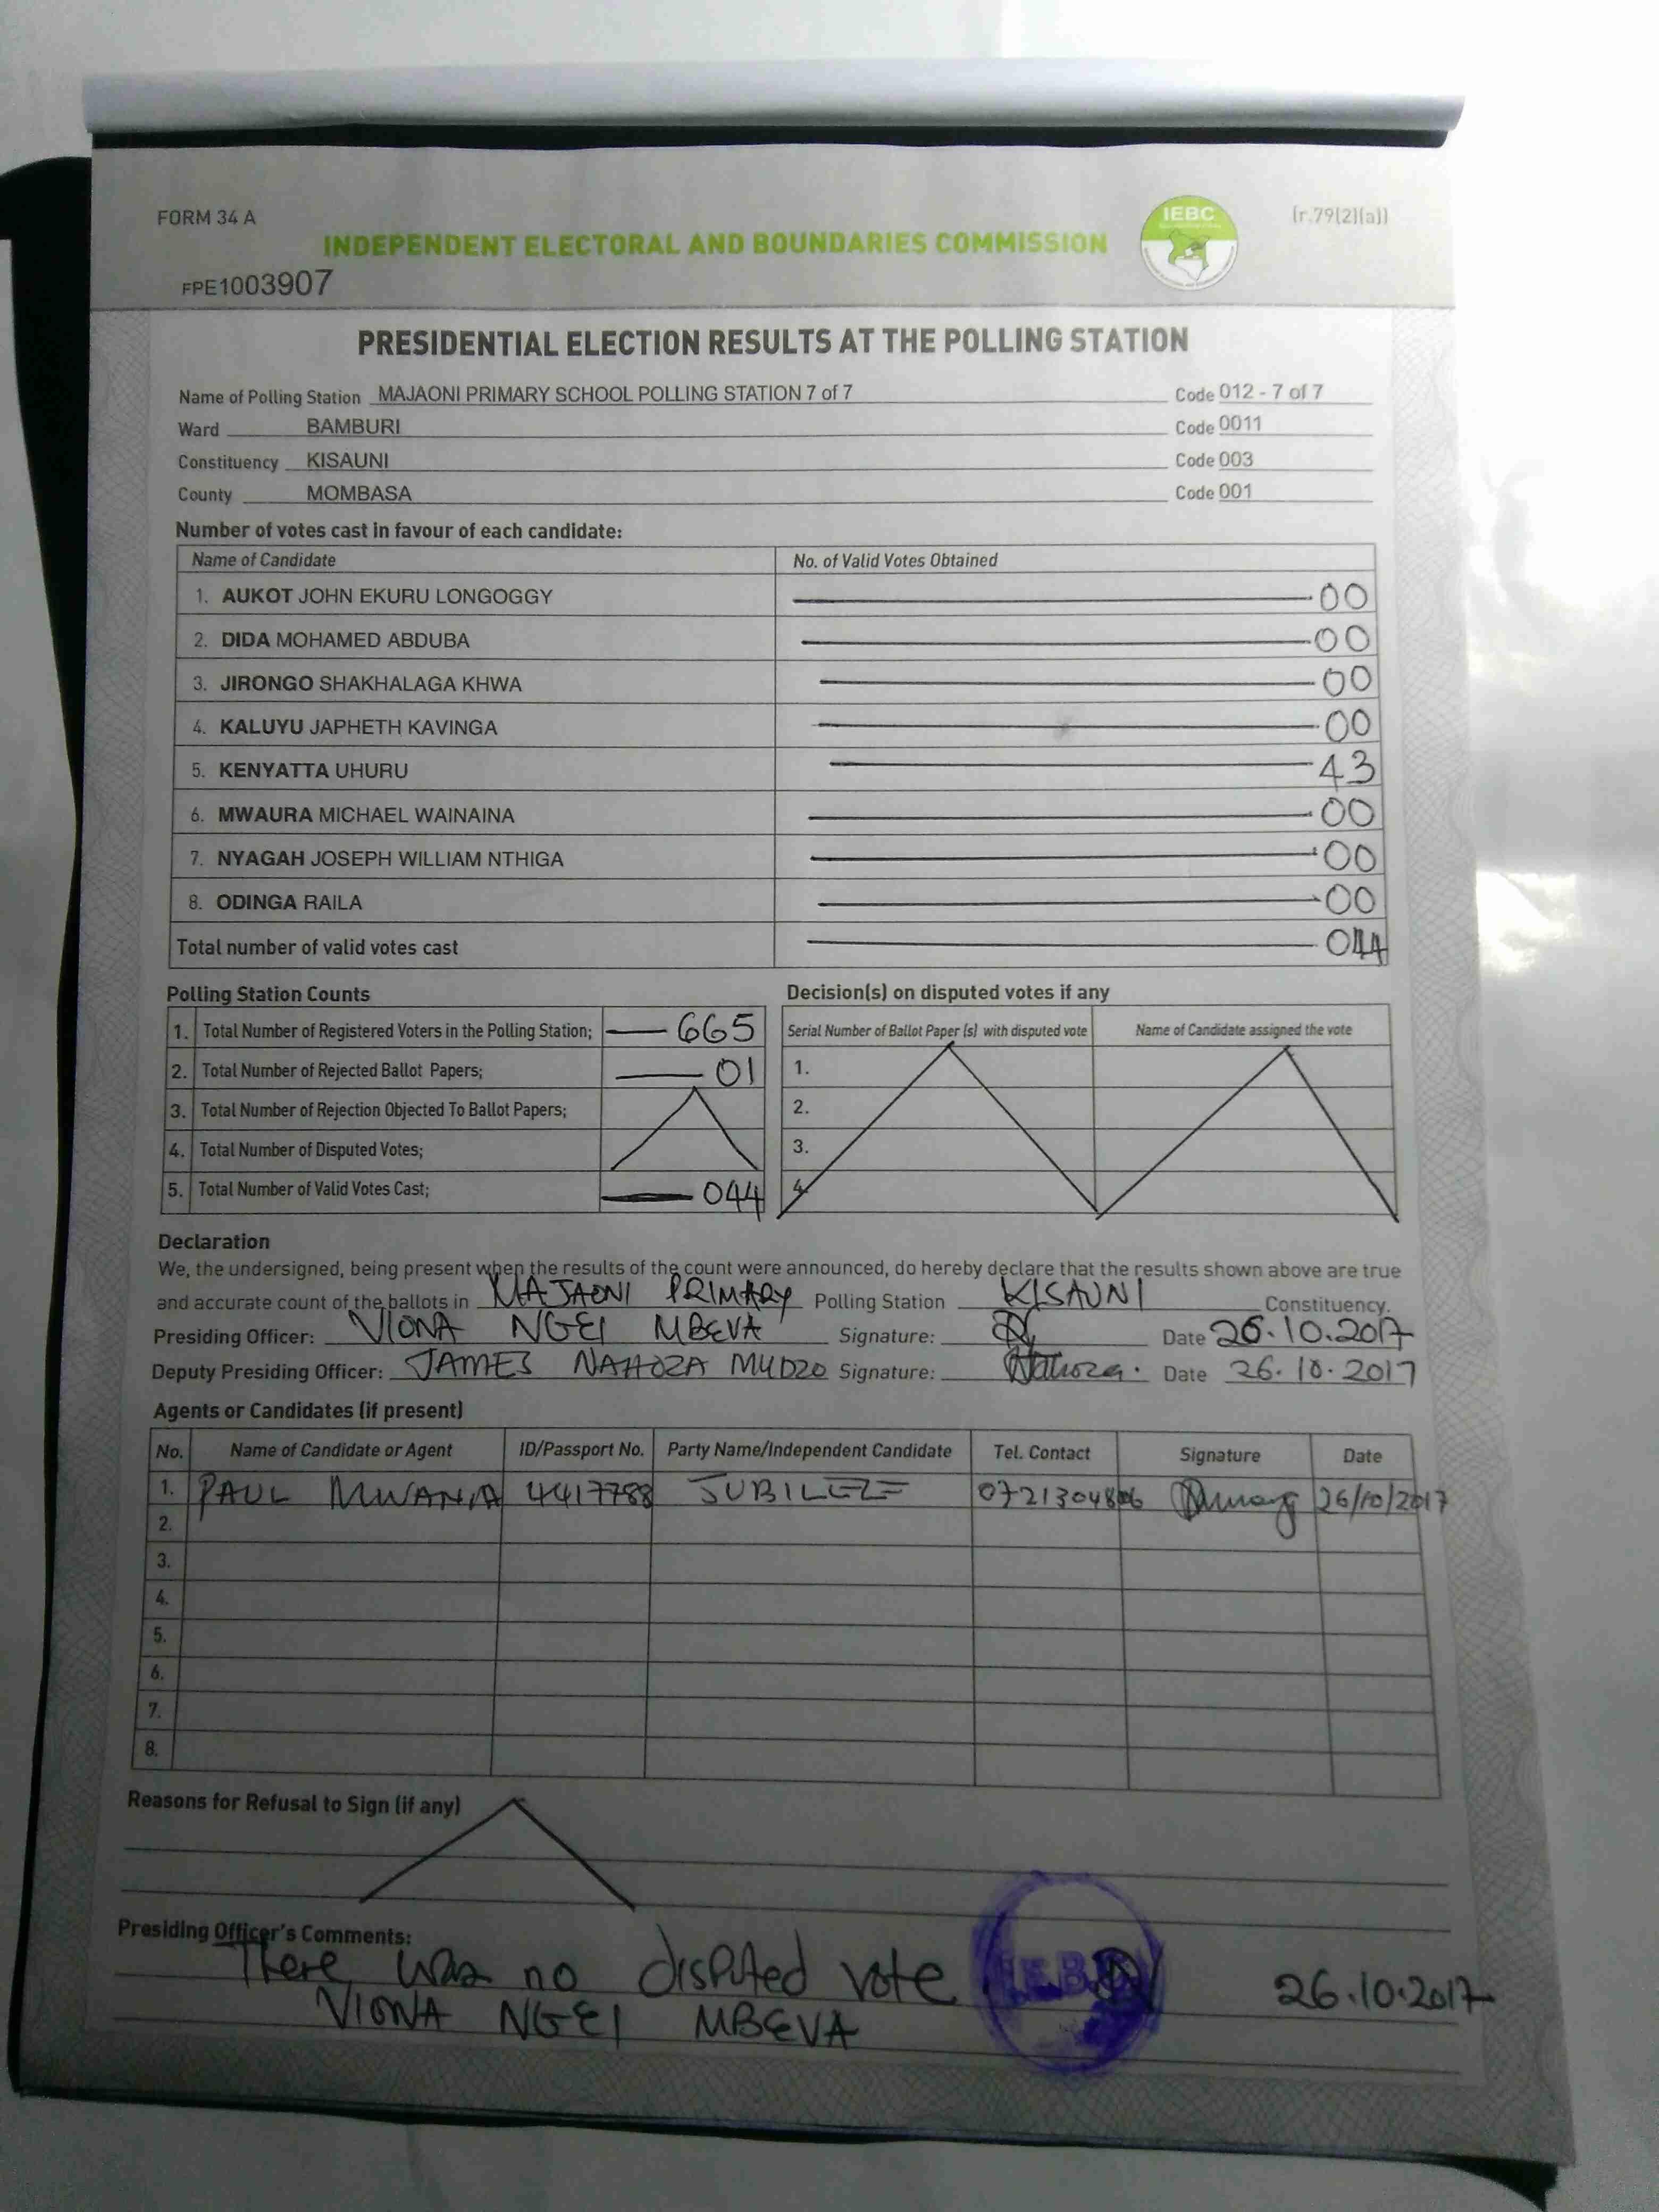 FORM 34 A
IEBC
(r.79(2)(a))
INDEPENDENT ELECTORAL AND BOUNDARIES COMMISSION
FPE1003907
PRESIDENTIAL ELECTION RESULTS AT THE POLLING STATION
Name of Polling Station MAJAONI PRIMARY SCHOOL POLLING STATION 7 of 7 Code 012 - 7 of 7
Ward BAMBURI Code 0011
Constituency KISAUNI Code 003
County MOMBASA Code 001
Number of votes cast in favour of each candidate:
Name of Candidate No. of Valid Votes Obtained
1. AUKOT JOHN EKURU LONGOGGY 00
2. DIDA MOHAMED ABDUBA 00
3. JIRONGO SHAKHALAGA KHWA 00
4. KALUYU JAPHETH KAVINGA 00
5. KENYATTA UHURU 43
6. MWAURA MICHAEL WAINAINA 00
7. NYAGAH JOSEPH WILLIAM NTHIGA 00
8. ODINGA RAILA 00
Total number of valid votes cast 044
Polling Station Counts
1. Total Number of Registered Voters in the Polling Station; 665
2. Total Number of Rejected Ballot Papers; 01
3. Total Number of Rejection Objected To Ballot Papers;
4. Total Number of Disputed Votes;
5. Total Number of Valid Votes Cast; 044
Decision(s) on disputed votes if any
Serial Number of Ballot Paper (s) with disputed vote Name of Candidate assigned the vote
1.
2.
3.
4.
Declaration
We, the undersigned, being present when the results of the count were announced, do hereby declare that the results shown above are true
and accurate count of the ballots in MAJAONI PRIMARY Polling Station KISAUNI Constituency.
Presiding Officer: VIONA NGEI MBEVA Signature: Date 26.10.2017
Deputy Presiding Officer: JAMES NAHOZA MUDZO Signature: Nahoza. Date 26.10.2017
Agents or Candidates (if present)
No. Name of Candidate or Agent ID/Passport No. Party Name/Independent Candidate Tel. Contact Signature Date
1. PAUL MWANIA 4417788 JUBILEE 0721304806 26/10/2017
2.
3.
4.
5.
6.
7.
8.
Reasons for Refusal to Sign (if any)
Presiding Officer's Comments:
There was no disputed vote. IEBC 26.10.2017
VIONA NGEI MBEVA